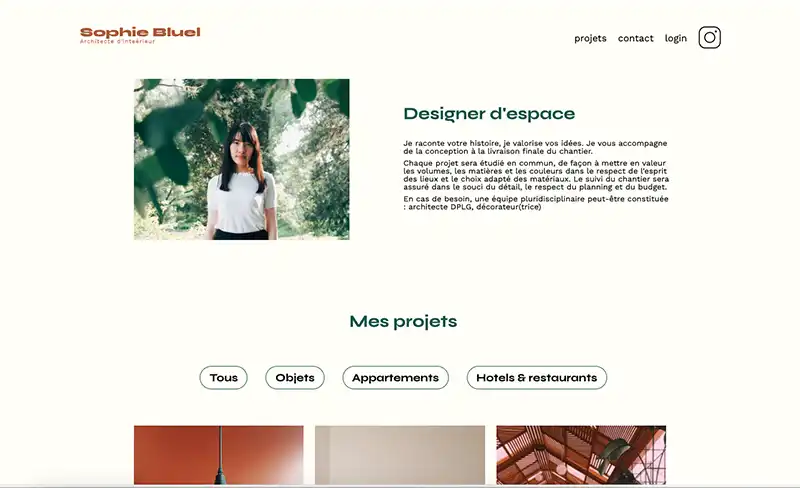 Sophie Bluel
Architecte d'inteérieur
projets
contact
login
Designer d'espace
Je raconte votre histoire, je valorise vos idées. Je vous accompagne
de la conception à la livraison finale du chantier.
Chaque projet sera étudié en commun, de façon à mettre en valeur
les volumes, les matières et les couleurs dans le respect de l'esprit
des lieux et le choix adapté des matériaux. Le suivi du chantier sera
assuré dans le souci du détail, le respect du planning et du budget.
En cas de besoin, une équipe pluridisciplinaire peut-être constituée
: architecte DPLG, décorateur(trice)
Mes projets
Tous
Objets
Appartements
Hotels & restaurants